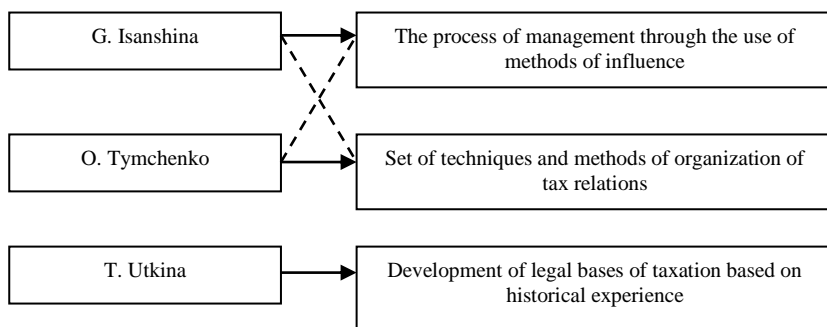 G. Isanshina
The process of management through the use of
methods of influence
O. Tymchenko
Set of techniques and methods of organization of
tax relations
T. Utkina
Development of legal bases of taxation based on
historical experience